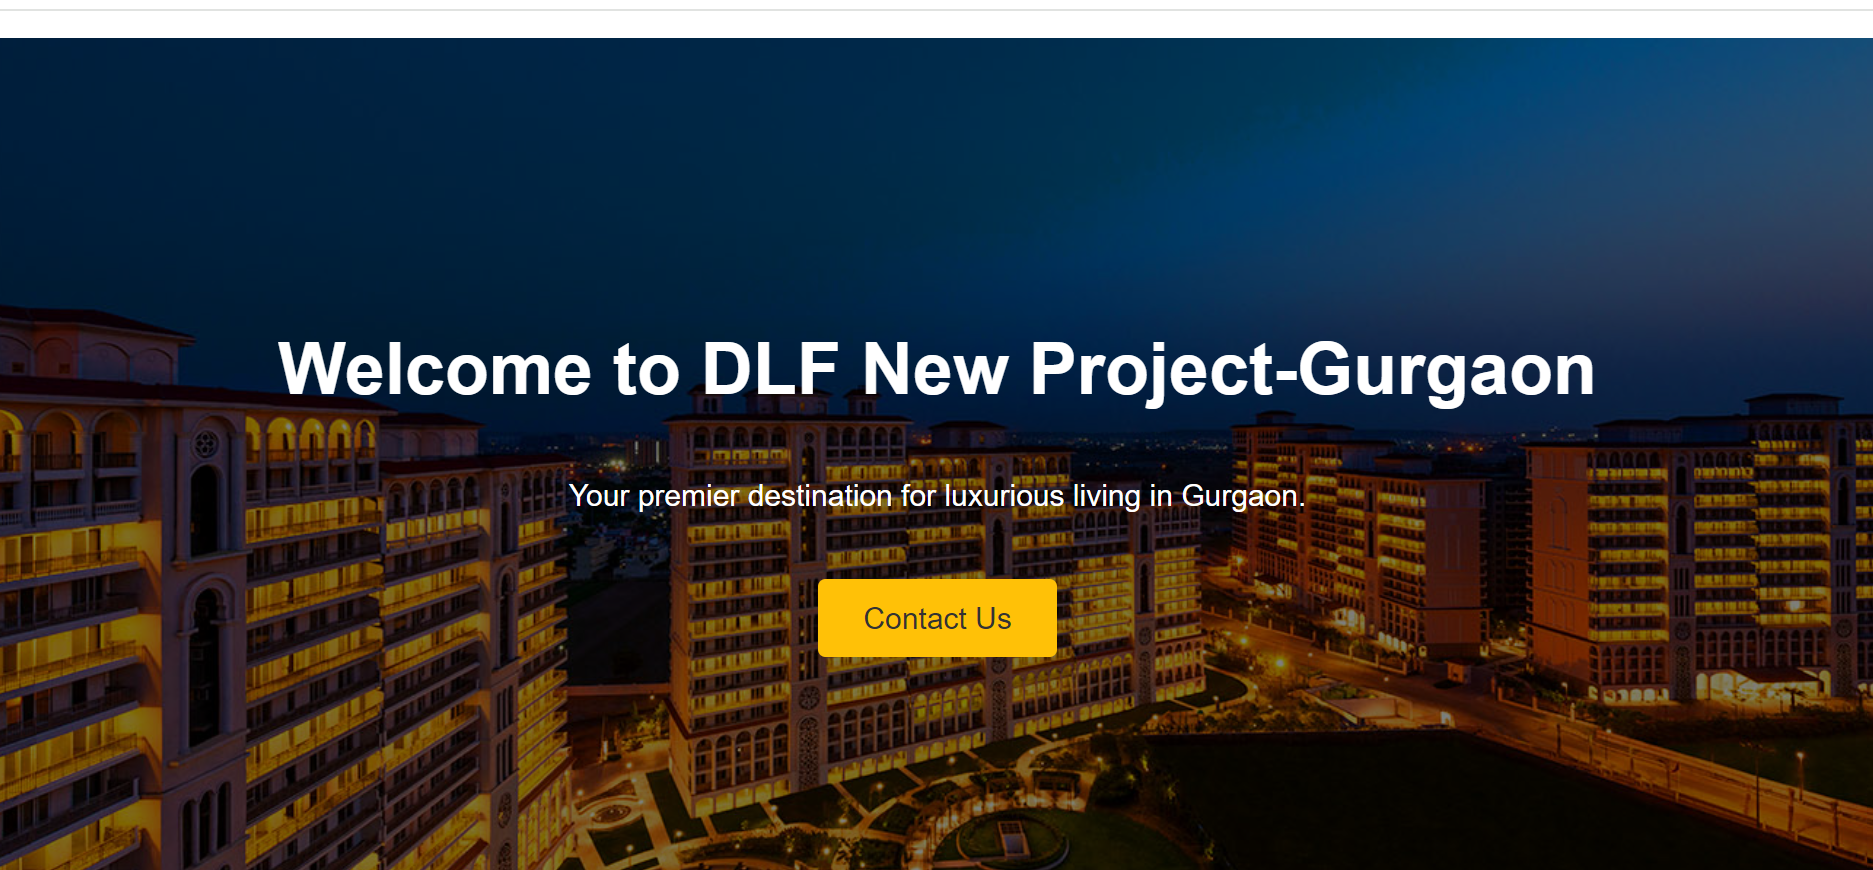 Welcome to DLF New Project-Gurgaon
Your premier destination for luxurious living in Gurgaon.
Contact Us